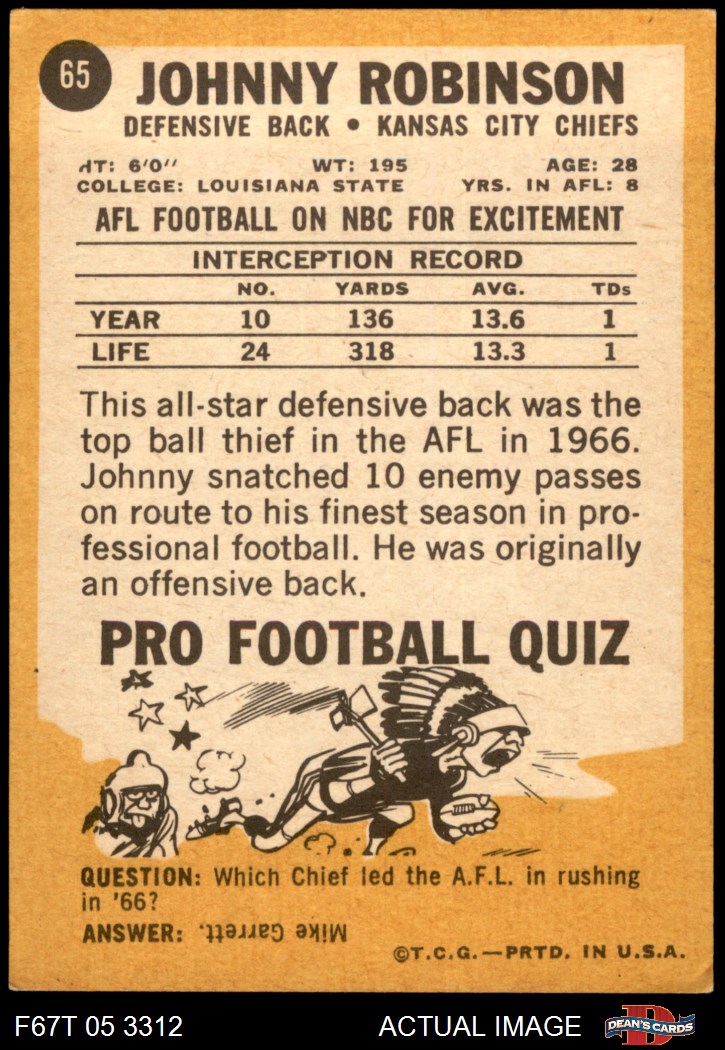 65
JOHNNY ROBINSON
DEFENSIVE BACK • KANSAS CITY CHIEFS
HT: 6'0" WT: 195 AGE: 28
COLLEGE: LOUISIANA STATE YRS. IN AFL: 8
AFL FOOTBALL ON NBC FOR EXCITEMENT
INTERCEPTION RECORD
NO. YARDS AVG. TDs
YEAR 10 136 13.6 1
LIFE 24 318 13.3 1
This all-star defensive back was the
top ball thief in the AFL in 1966.
Johnny snatched 10 enemy passes
on route to his finest season in pro-
fessional football. He was originally
an offensive back.
PRO FOOTBALL QUIZ
QUESTION: Which Chief led the A.F.L. in rushing
in '66?
ANSWER: Mike Garrett.
©T.C.G.—PRTD. IN U.S.A.
F67T 05 3312 ACTUAL IMAGE D DEAN'S CARDS